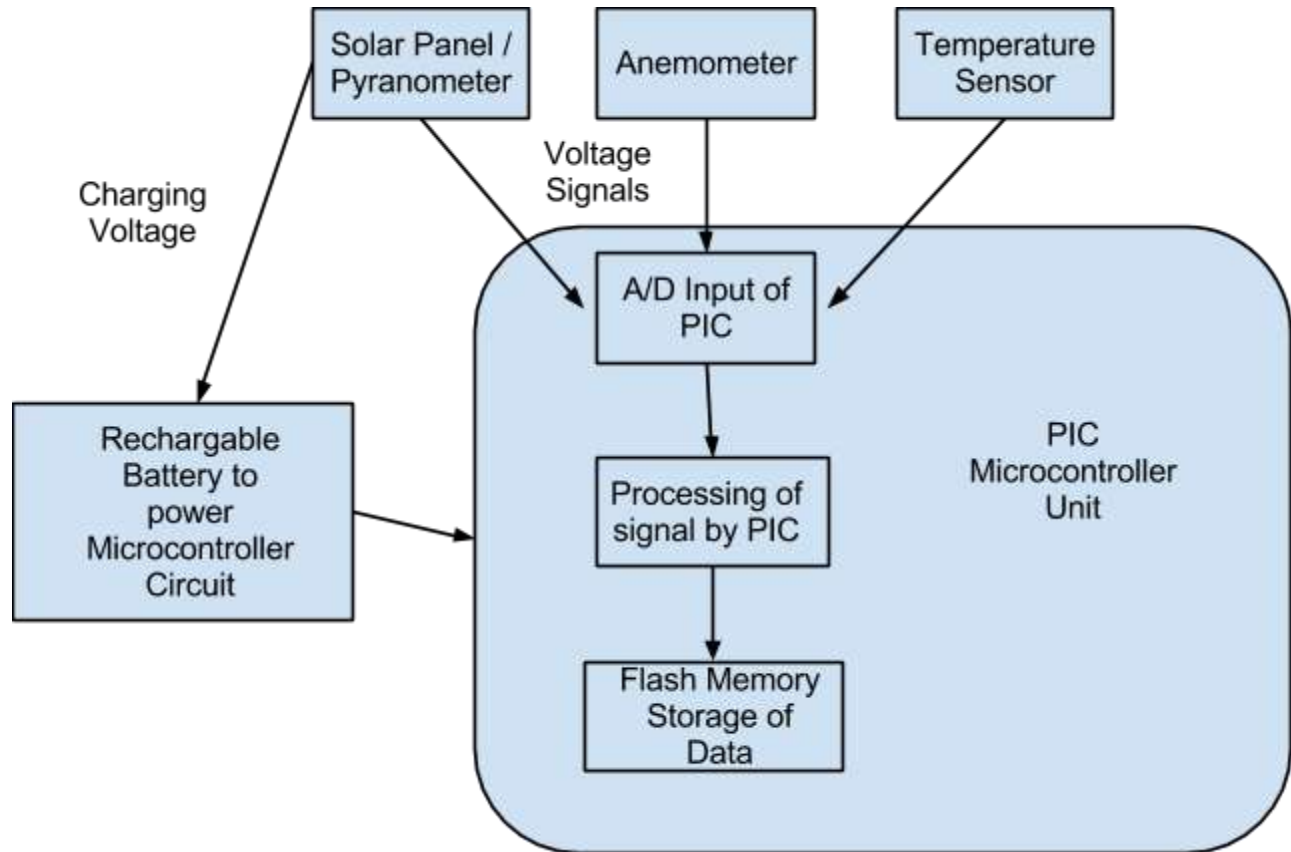 Solar Panel /
Pyranometer
Anemometer
Temperature
Sensor
Voltage
Signals
Charging
Voltage
A/D Input of
PIC
Rechargable
Battery to
power
Microcontroller
Circuit
PIC
Microcontroller
Unit
Processing of
signal by PIC
Flash Memory
Storage of
Data